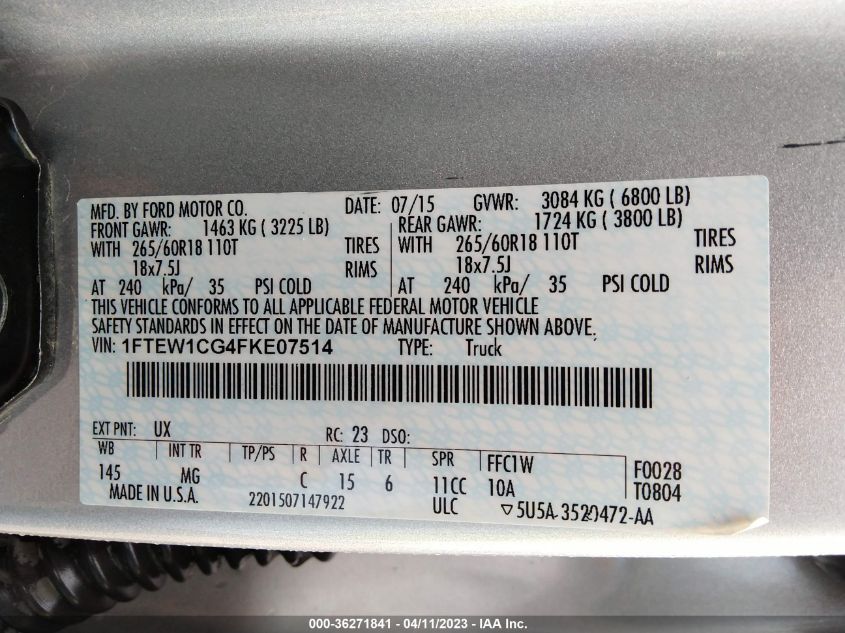 MFD. BY FORD MOTOR CO. DATE: 07/15 GVWR: 3084 KG ( 6800 LB)
FRONT GAWR: 1463 KG ( 3225 LB) REAR GAWR: 1724 KG ( 3800 LB)
WITH 265/60R18 110T TIRES WITH 265/60R18 110T TIRES
18x7.5J RIMS 18x7.5J RIMS
AT 240 kPa/ 35 PSI COLD AT 240 kPa/ 35 PSI COLD
THIS VEHICLE CONFORMS TO ALL APPLICABLE FEDERAL MOTOR VEHICLE
SAFETY STANDARDS IN EFFECT ON THE DATE OF MANUFACTURE SHOWN ABOVE.
VIN: 1FTEW1CG4FKE07514 TYPE: Truck
EXT PNT: UX RC: 23 DSO:
WB INT TR TP/PS R AXLE TR SPR FFC1W F0028
145 MG C 15 6 11CC 10A T0804
MADE IN U.S.A. 2201507147922 ULC ▽5U5A-3520472-AA
000-36271841 - 04/11/2023 - IAA Inc.